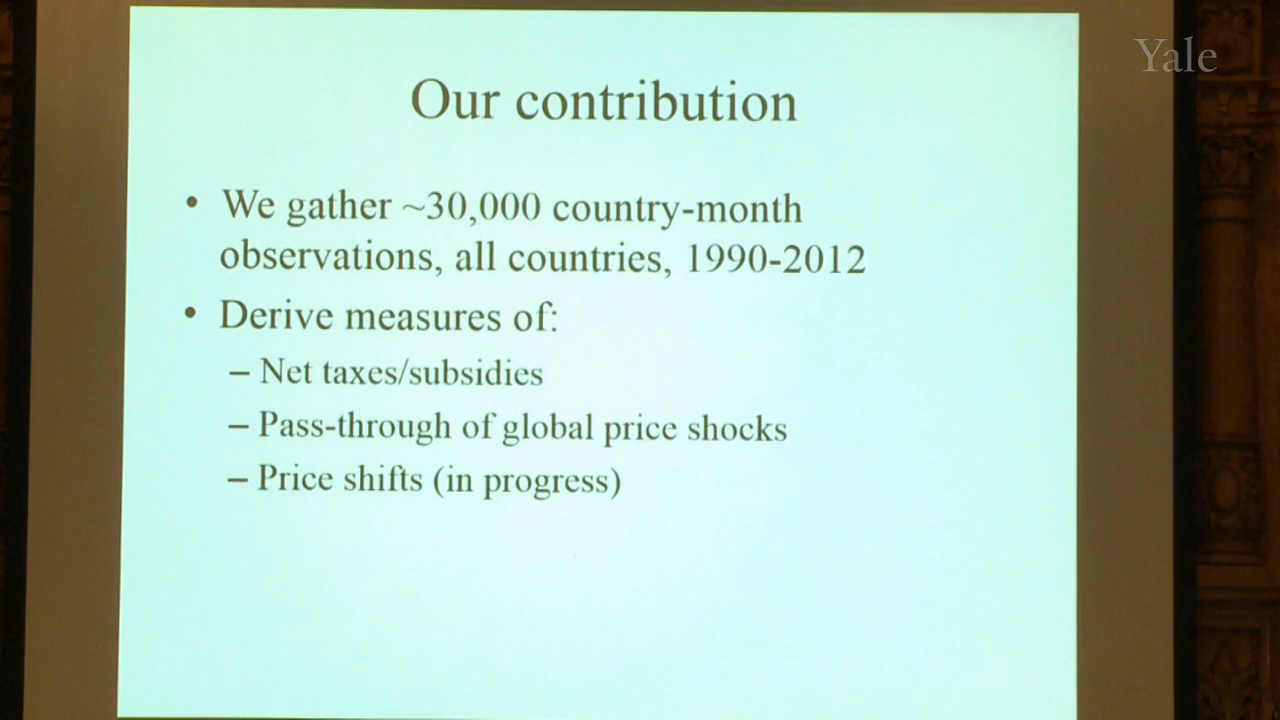 Yale
Our contribution
• We gather ~30,000 country-month
observations, all countries, 1990-2012
• Derive measures of:
– Net taxes/subsidies
– Pass-through of global price shocks
– Price shifts (in progress)